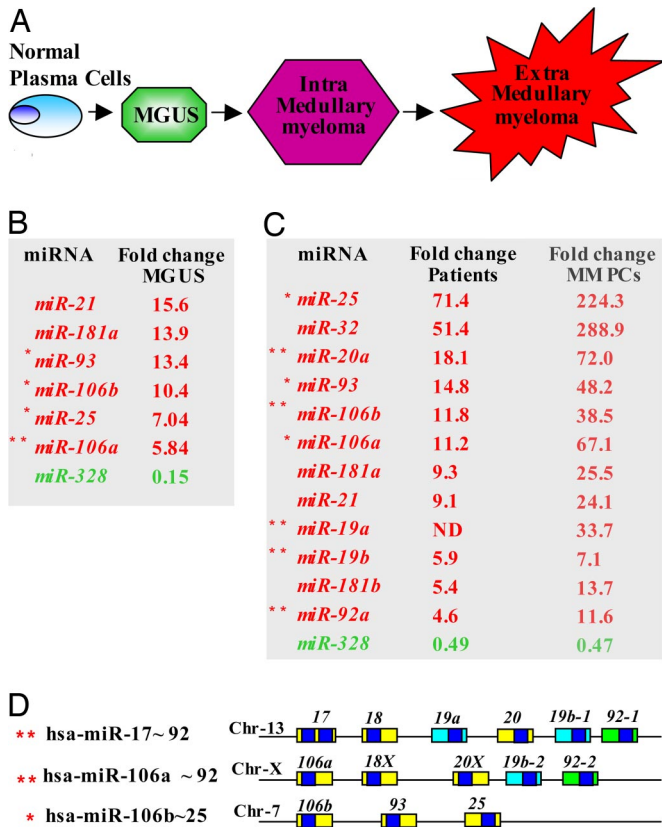 A
Normal
Plasma Cells
MGUS
Intra
Medullary
myeloma
Extra
Medullary
myeloma
B
miRNA Fold change
MGUS
miR-21 15.6
miR-181a 13.9
* miR-93 13.4
* miR-106b 10.4
* miR-25 7.04
** miR-106a 5.84
miR-328 0.15
C
miRNA Fold change Fold change
Patients MM PCs
* miR-25 71.4 224.3
miR-32 51.4 288.9
** miR-20a 18.1 72.0
* miR-93 14.8 48.2
** miR-106b 11.8 38.5
* miR-106a 11.2 67.1
miR-181a 9.3 25.5
miR-21 9.1 24.1
** miR-19a ND 33.7
** miR-19b 5.9 7.1
miR-181b 5.4 13.7
** miR-92a 4.6 11.6
miR-328 0.49 0.47
D
17 18 19a 20 19b-1 92-1
** hsa-miR-17~92 Chr-13
106a 18X 20X 19b-2 92-2
** hsa-miR-106a ~92 Chr-X
106b 93 25
* hsa-miR-106b~25 Chr-7